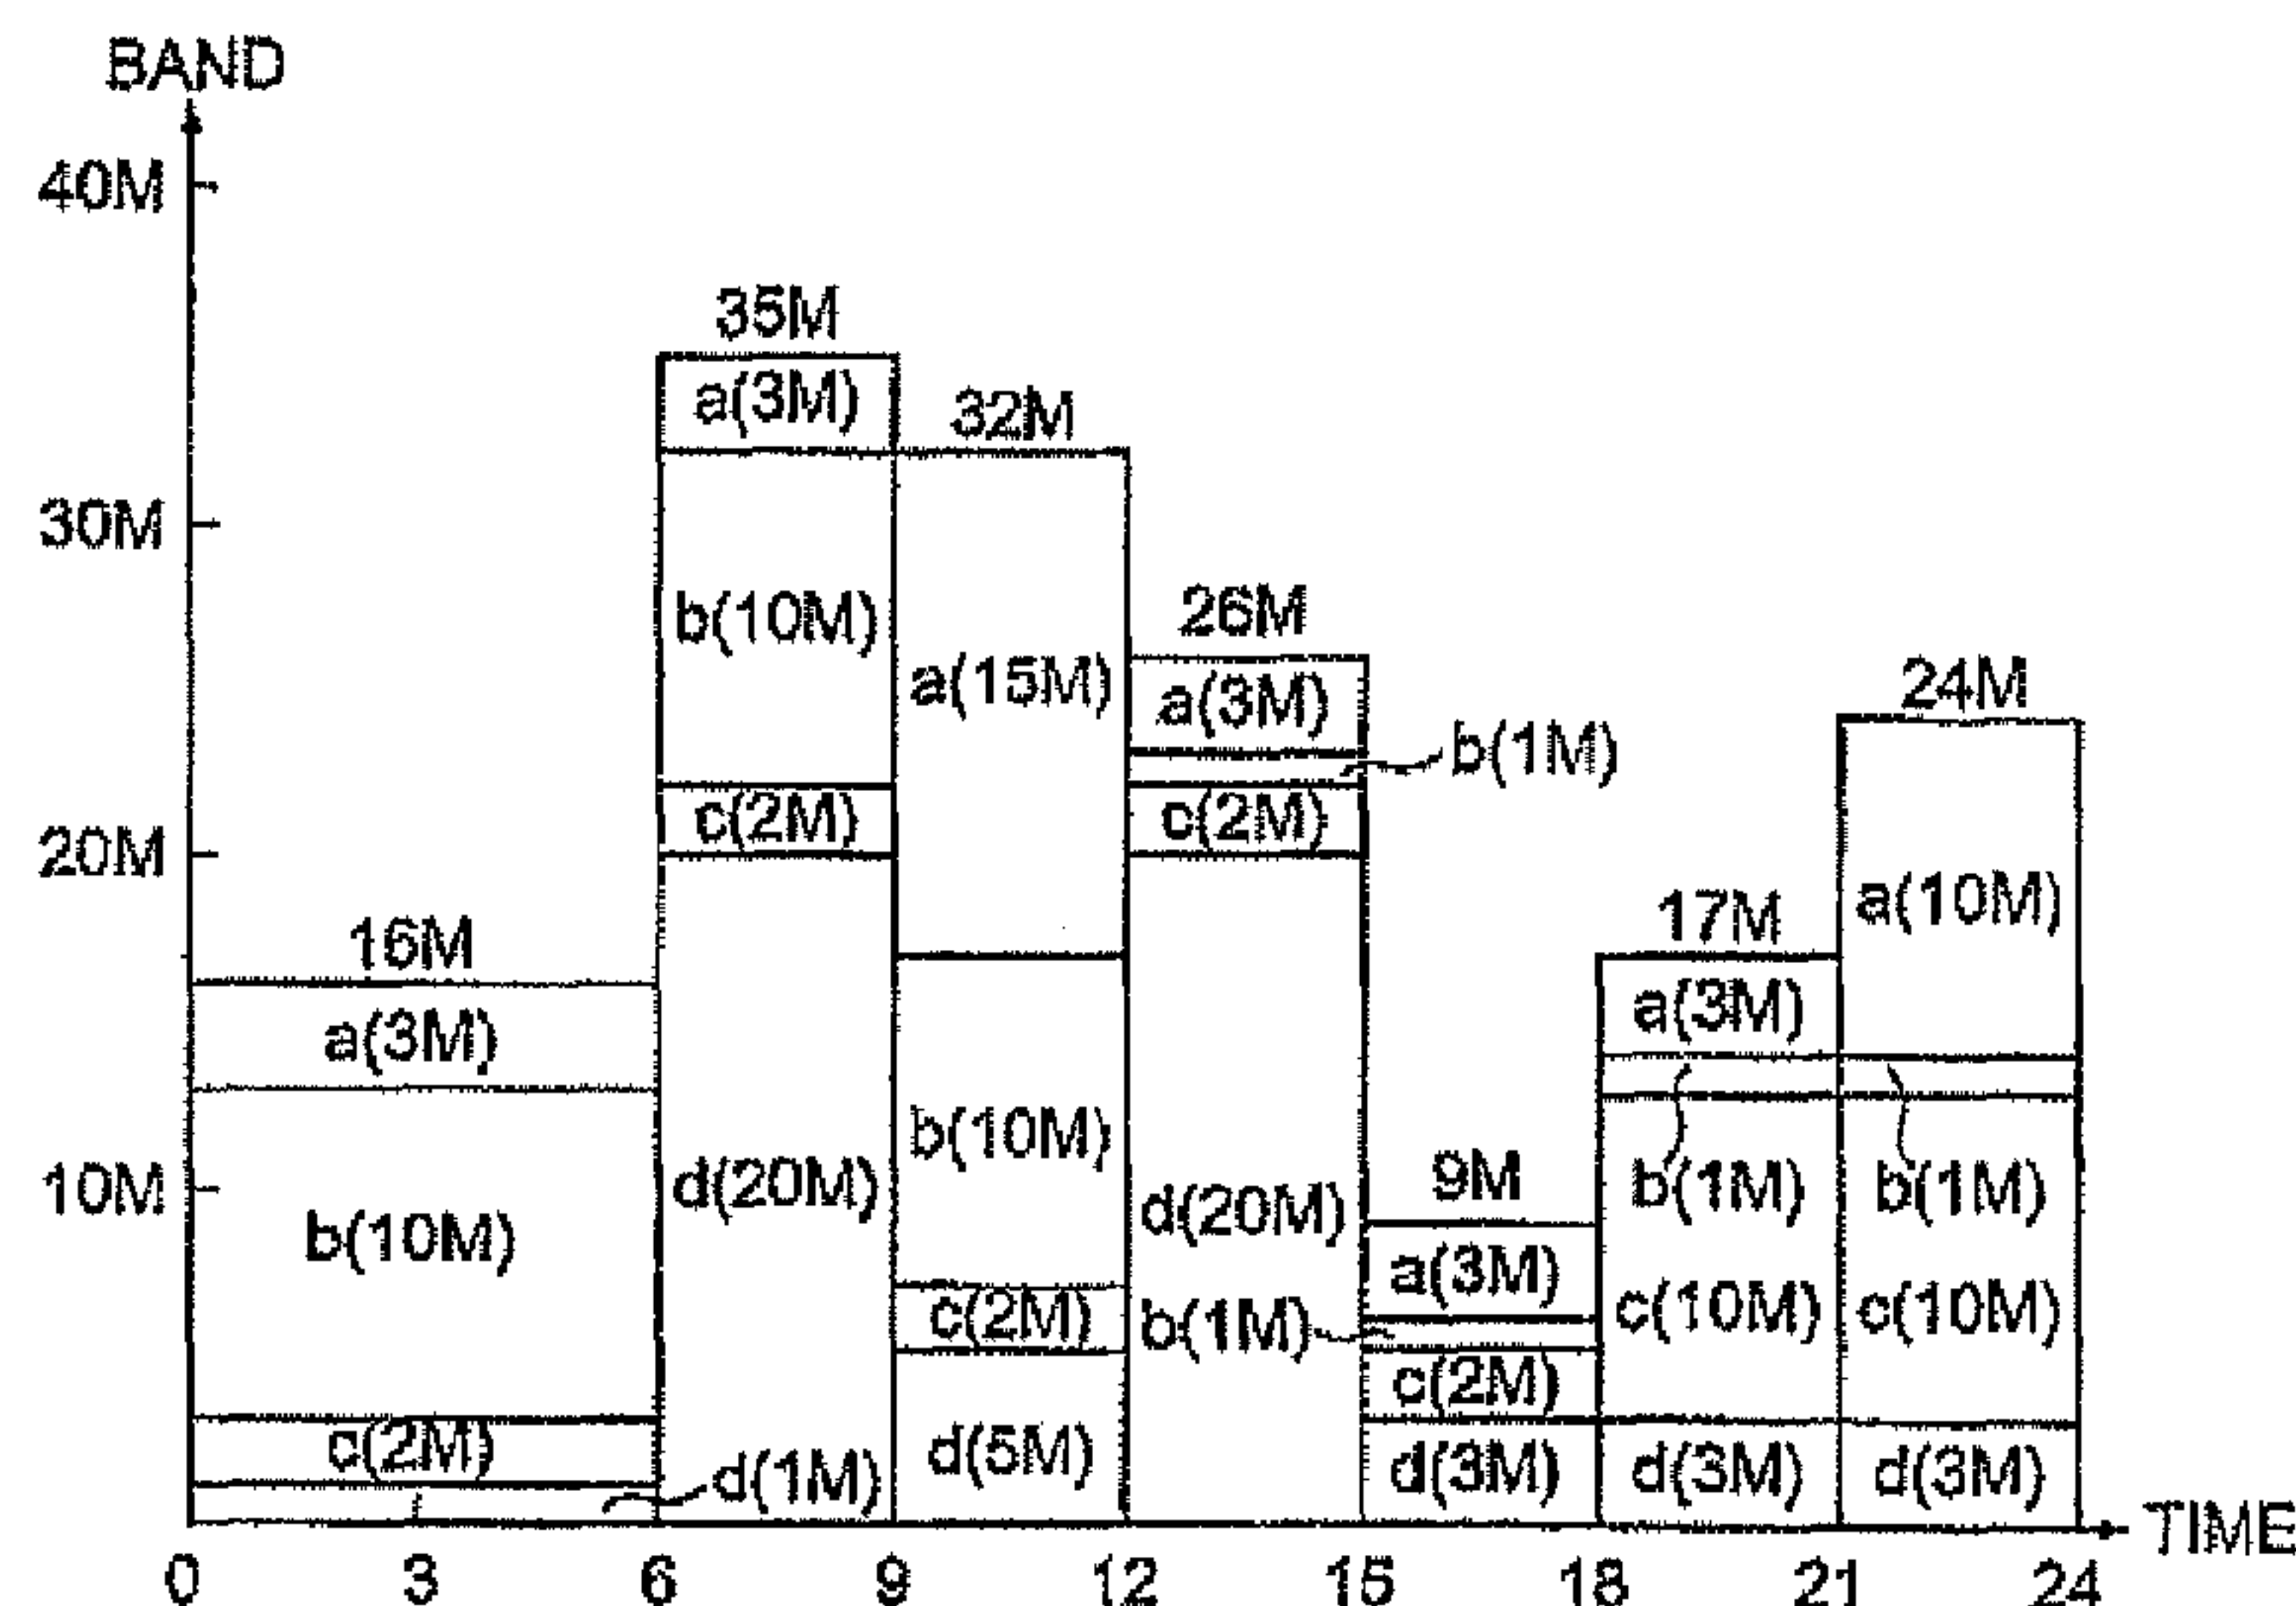 BAND
40M
30M
20M
10M
16M
a(3M)
b(10M)
c(2M)
d(1M)
35M
a(3M)
b(10M)
c(2M)
d(20M)
32M
a(15M)
b(10M)
c(2M)
d(5M)
26M
a(3M)
b(1M)
c(2M)
d(20M)
9M
a(3M)
b(1M)
c(2M)
d(3M)
17M
a(3M)
b(1M)
c(10M)
d(3M)
24M
a(10M)
b(1M)
c(10M)
d(3M)
TIME
0 3 6 9 12 15 18 21 24